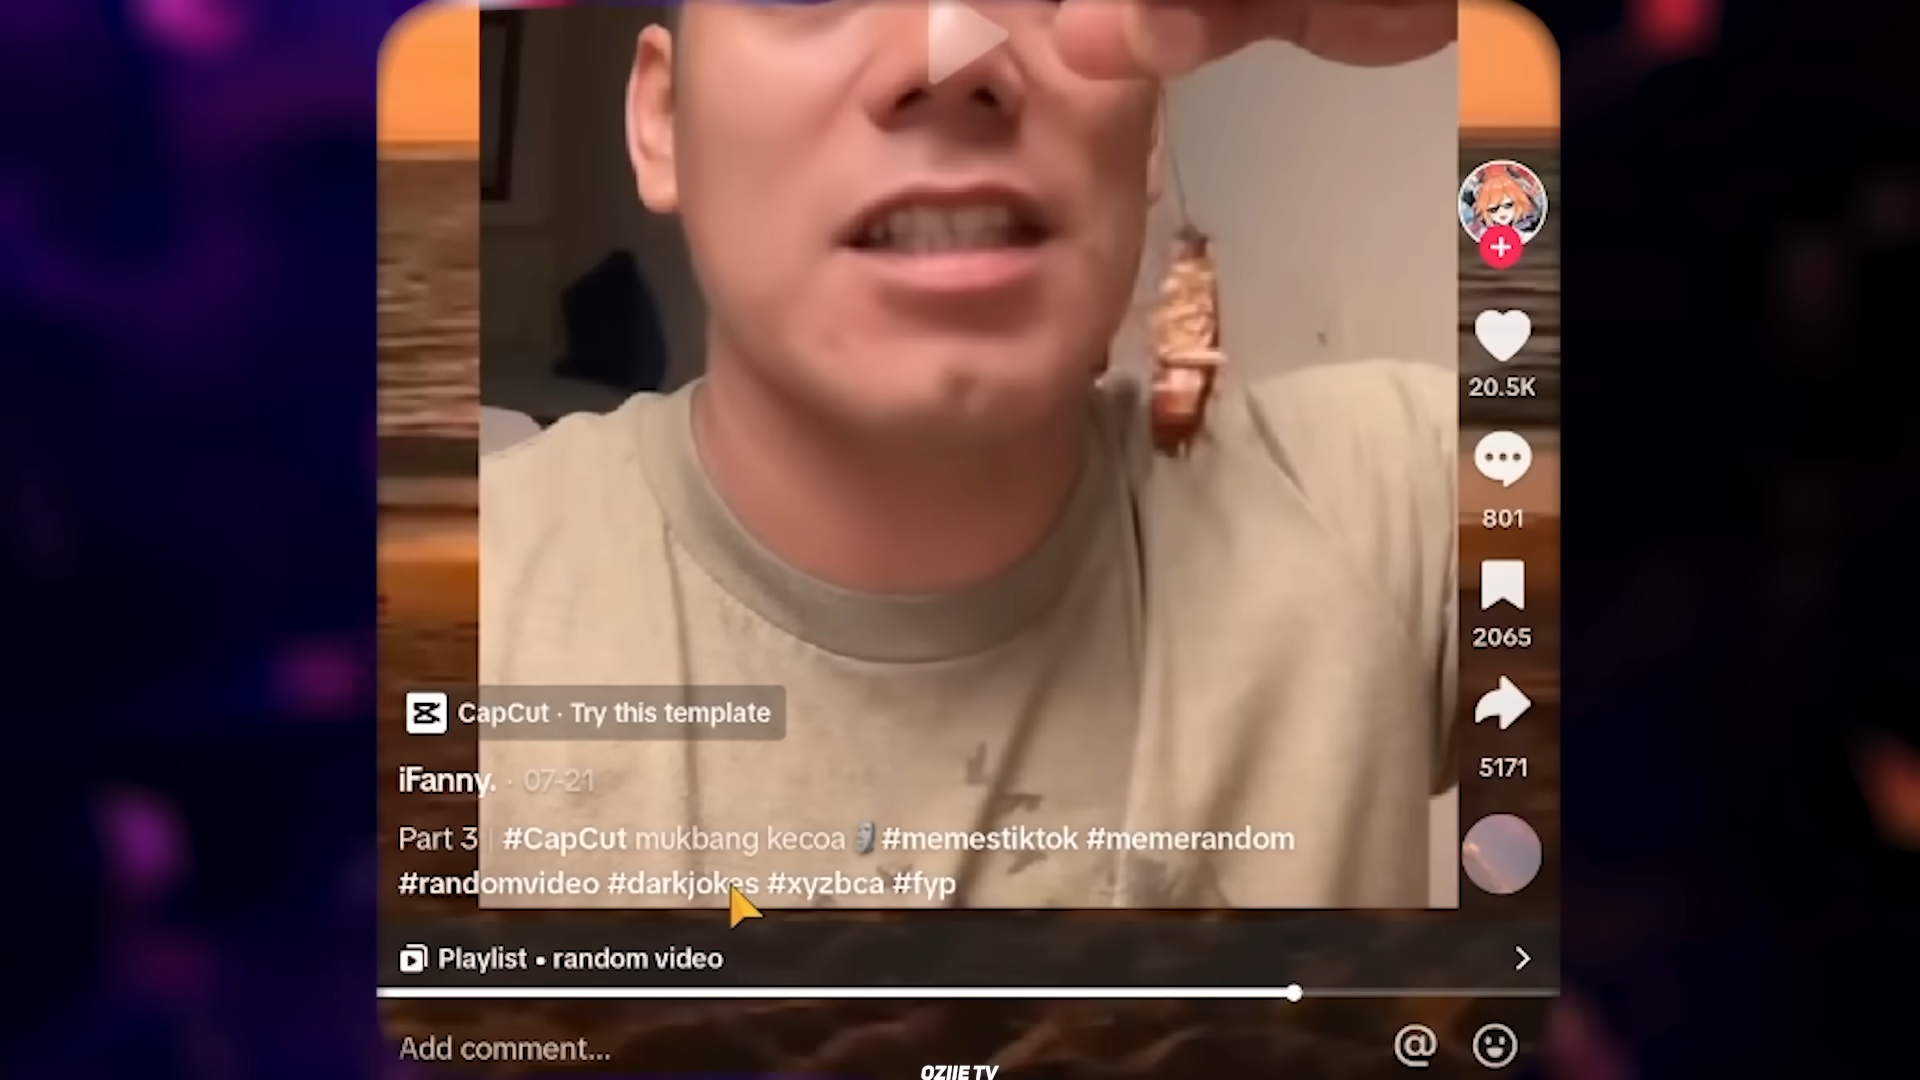 20.5K
801
2065
5171
CapCut · Try this template
iFanny. · 07-21
Part 3 | #CapCut mukbang kecoa 🗿 #memestiktok #memerandom
#randomvideo #darkjokes #xyzbca #fyp
Playlist • random video
Add comment...
OZIIE TV